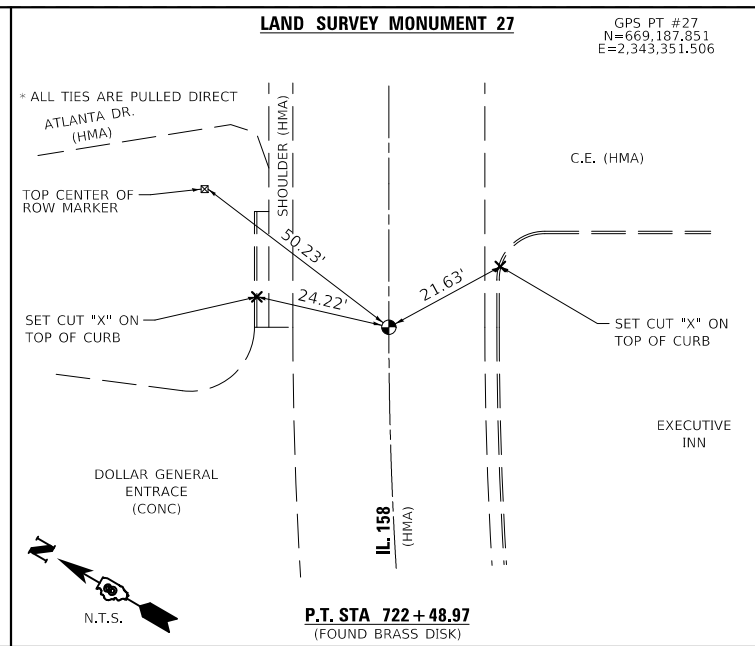 LAND SURVEY MONUMENT 27
GPS PT #27
N=669,187.851
E=2,343,351.506
* ALL TIES ARE PULLED DIRECT
ATLANTA DR.
(HMA)
SHOULDER (HMA)
C.E. (HMA)
TOP CENTER OF
ROW MARKER
50.23'
24.22'
21.63'
SET CUT "X" ON
TOP OF CURB
SET CUT "X" ON
TOP OF CURB
EXECUTIVE
INN
DOLLAR GENERAL
ENTRACE
(CONC)
IL. 158
(HMA)
N
N.T.S.
P.T. STA 722+48.97
(FOUND BRASS DISK)